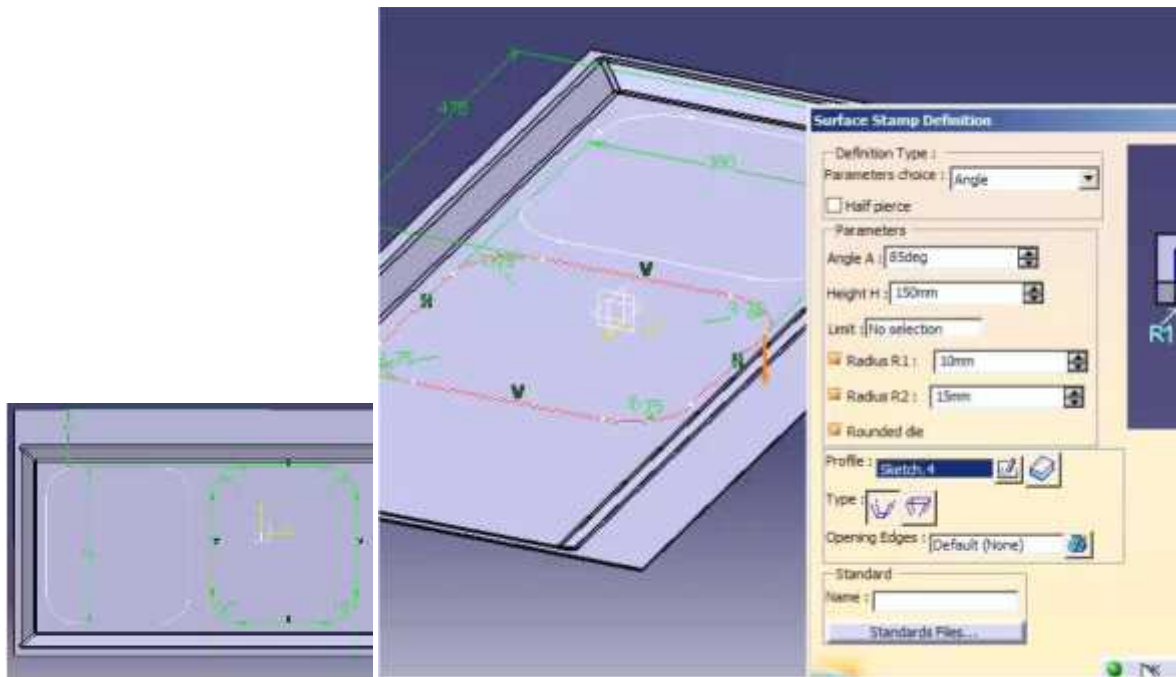 475
380
Surface Stamp Definition
Definition Type :
Parameters choice : Angle
Half pierce
Parameters
Angle A : 85deg
Height H : 150mm
Limit : No selection
Radius R1 : 10mm
Radius R2 : 15mm
Rounded die
Profile : Sketch.4
Type :
Opening Edges : Default (None)
Standard
Name :
Standards Files...
R1
V
H
V
H